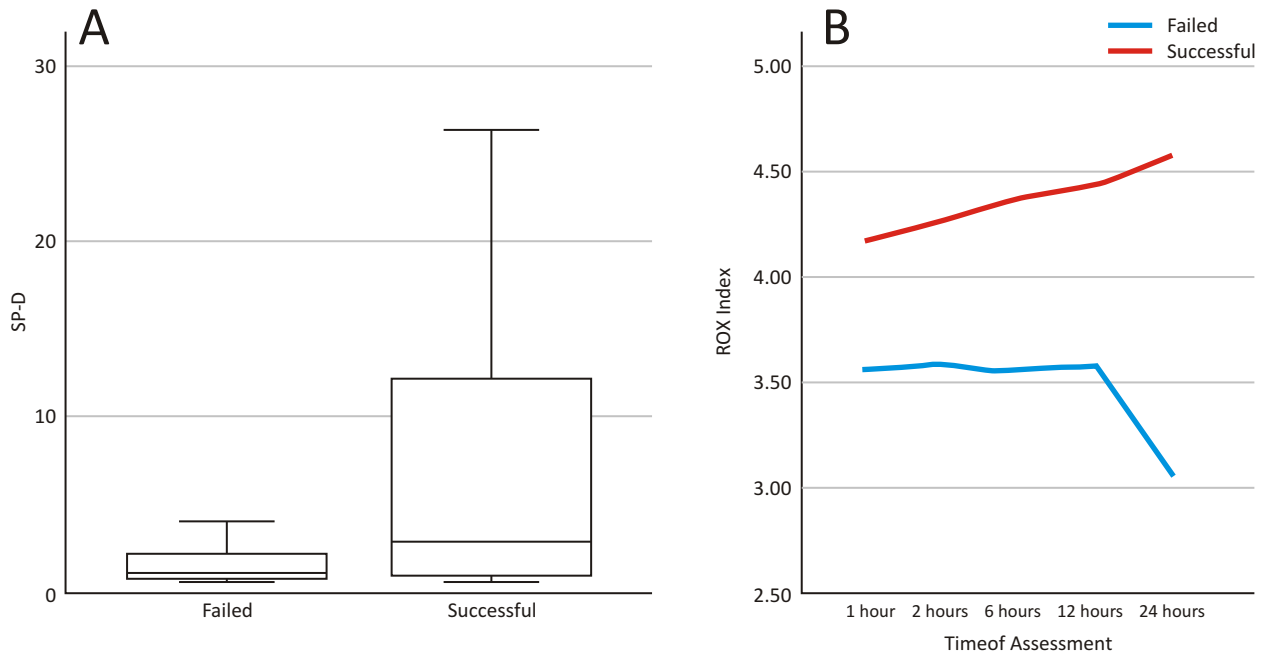 A
30
20
10
0
SP-D
Failed
Successful
B
Failed
Successful
5.00
4.50
4.00
3.50
3.00
2.50
ROX Index
1 hour
2 hours
6 hours
12 hours
24 hours
Timeof Assessment